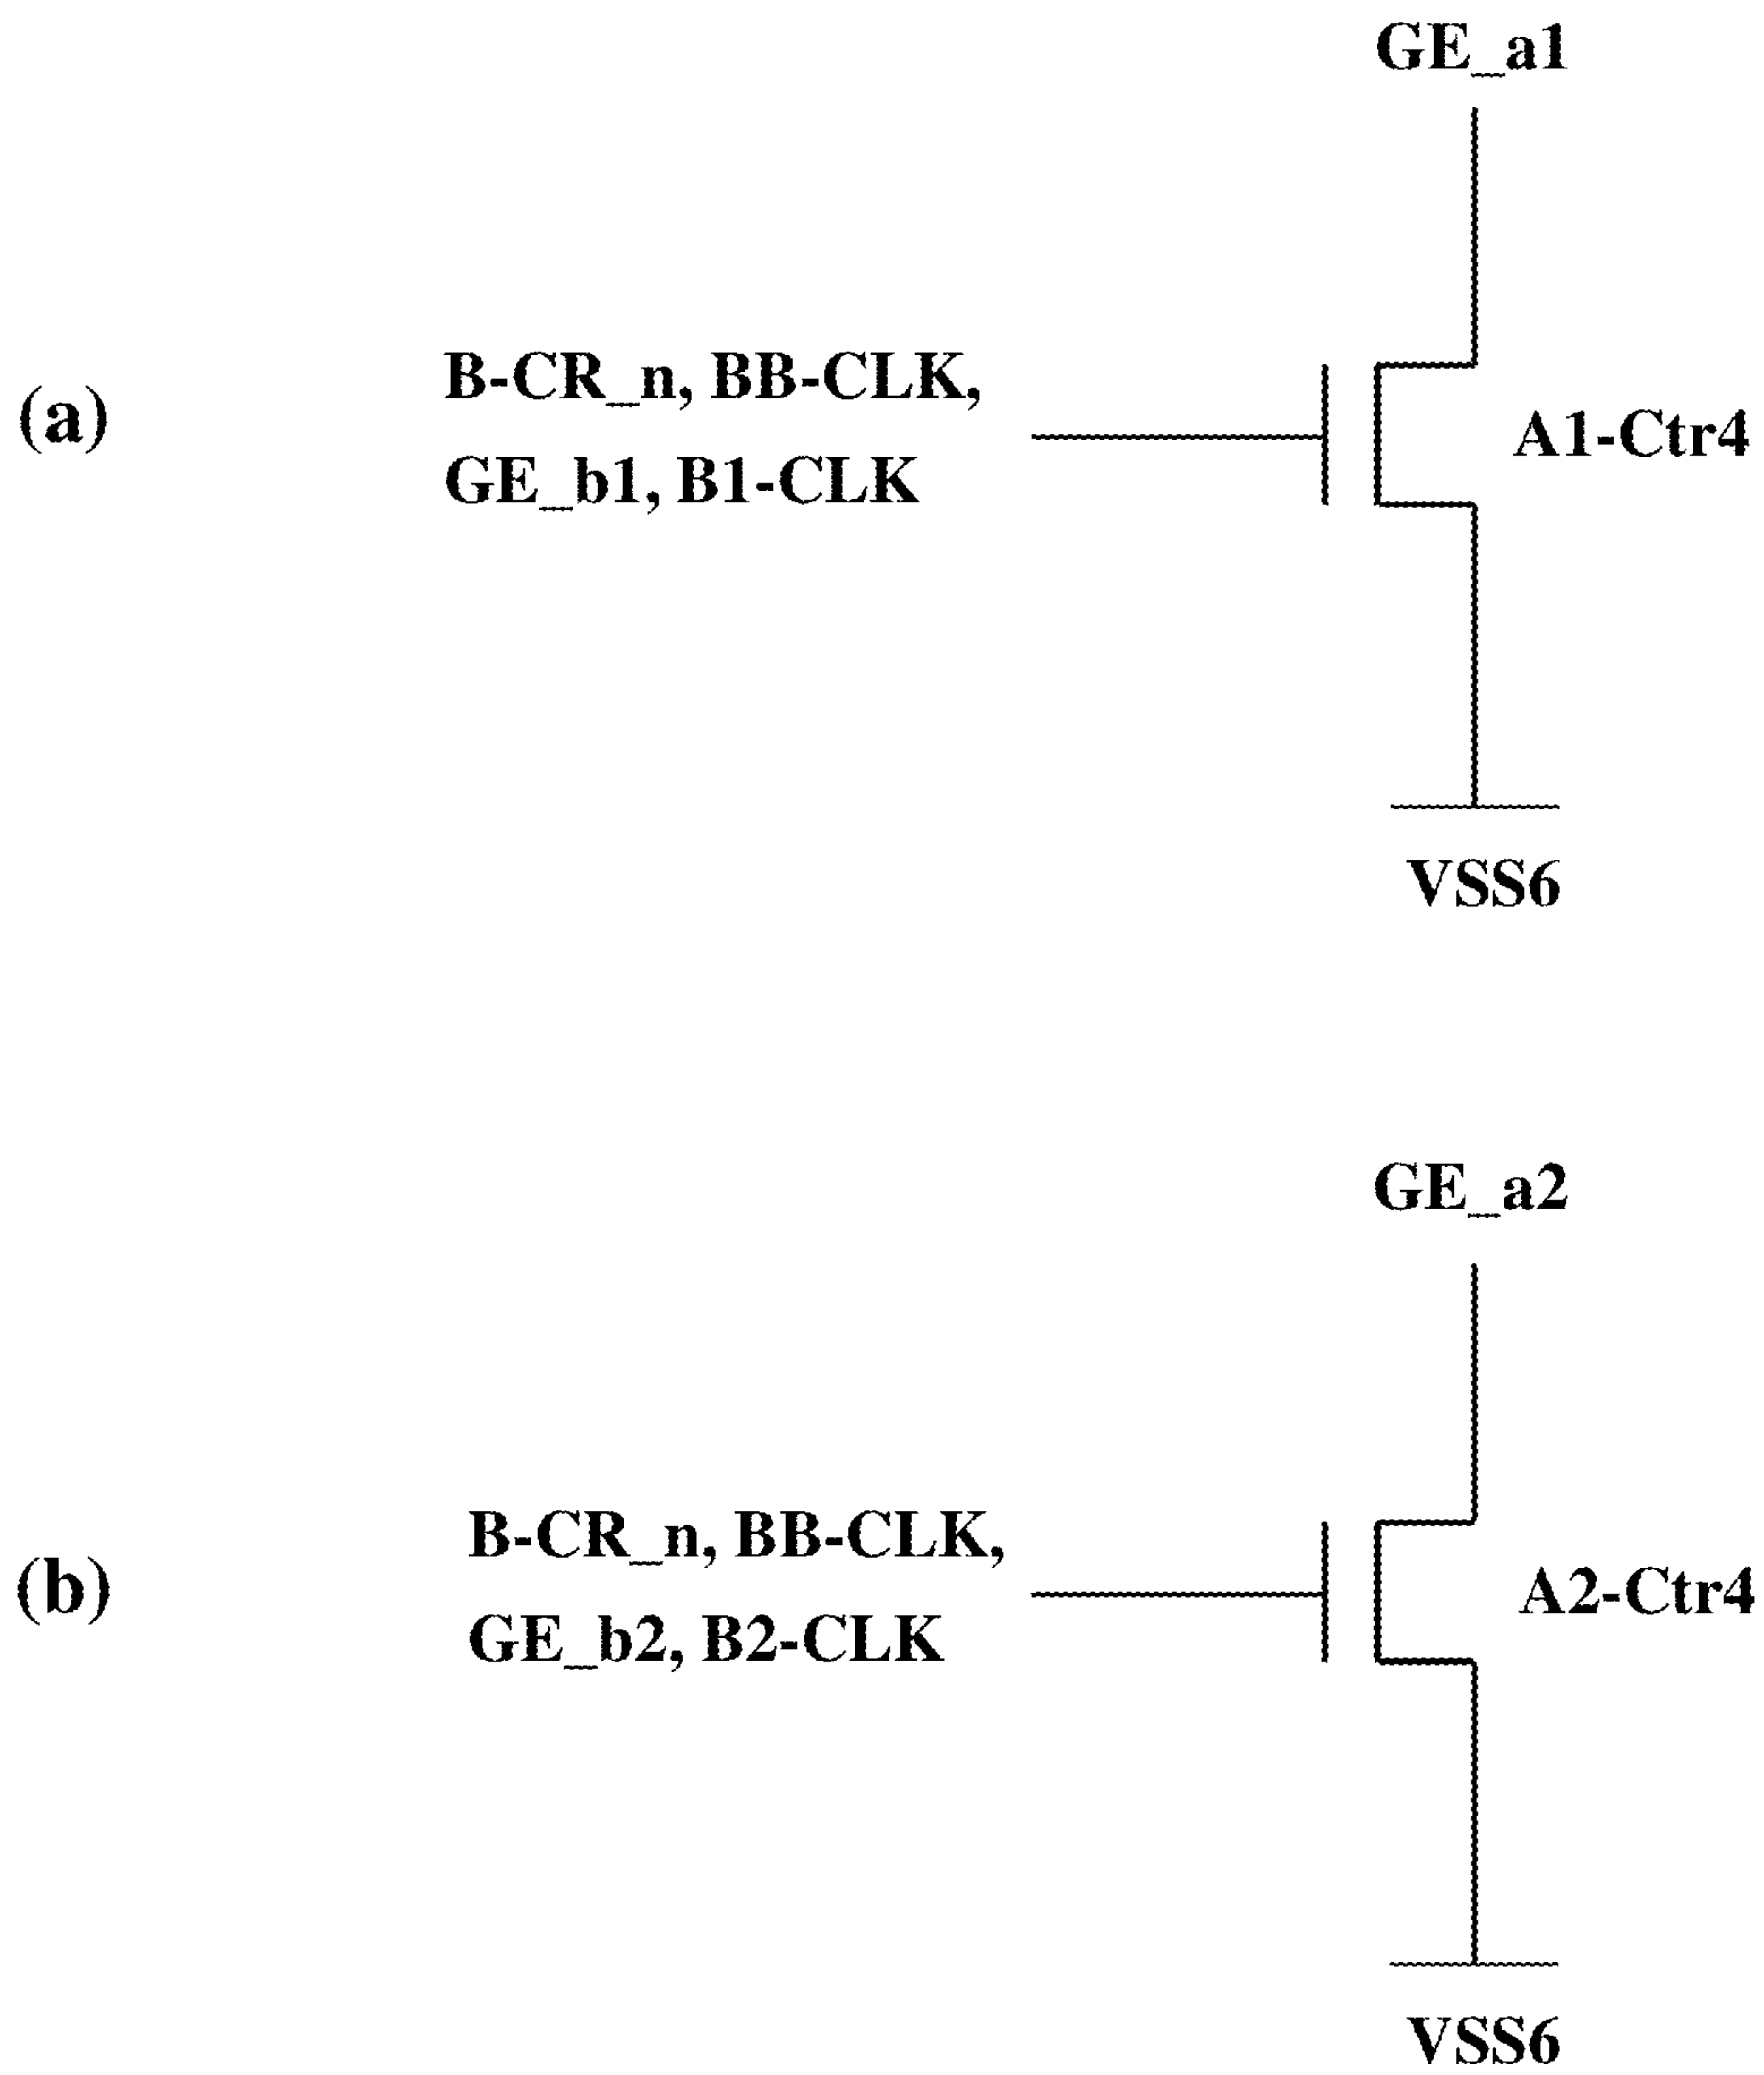 GE_a1
B-CR_n, BB-CLK,
(a)
A1-Ctr4
GE_b1, B1-CLK
VSS6
GE_a2
B-CR_n, BB-CLK,
(b)
A2-Ctr4
GE_b2, B2-CLK
VSS6